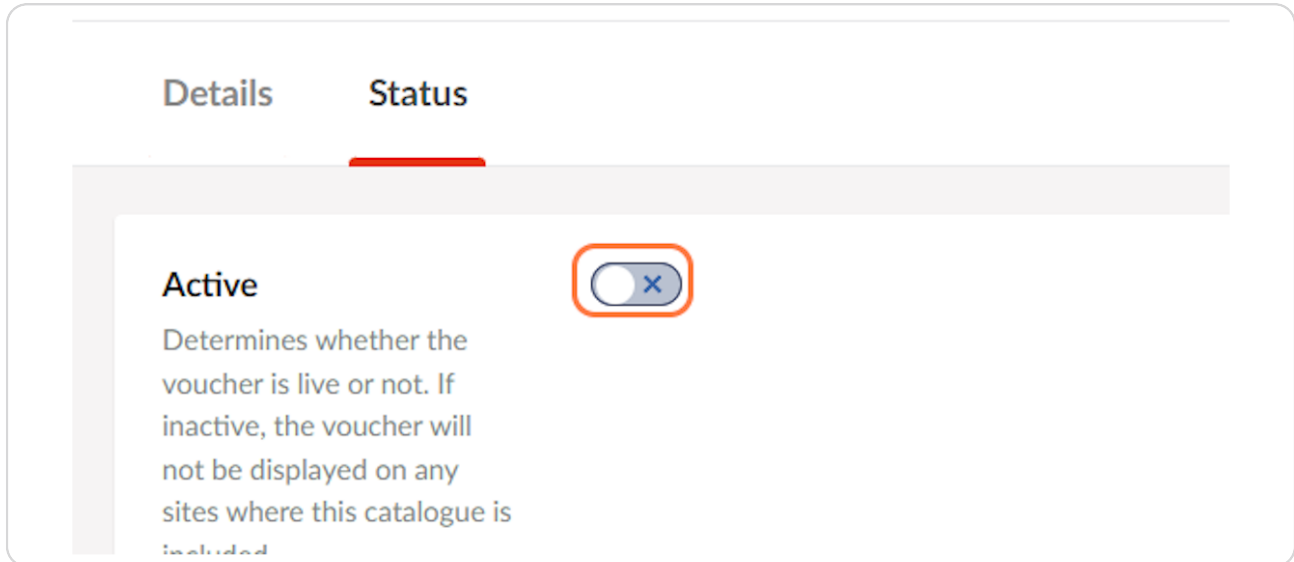 Details Status
Active
Determines whether the
voucher is live or not. If
inactive, the voucher will
not be displayed on any
sites where this catalogue is
included